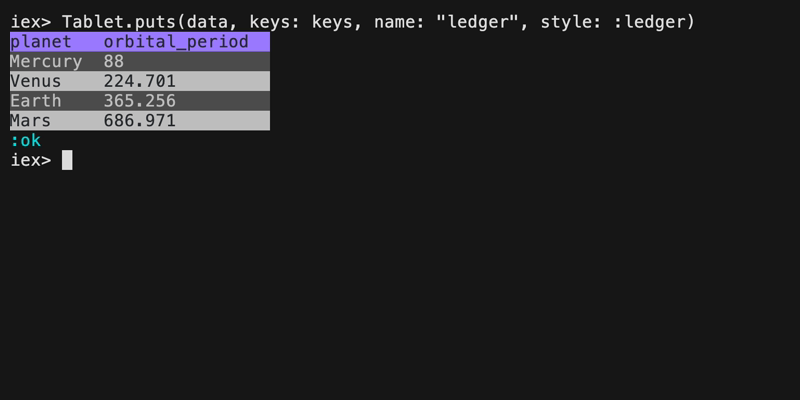 iex> Tablet.puts(data, keys: keys, name: "ledger", style: :ledger)
planet   orbital_period
Mercury  88
Venus    224.701
Earth    365.256
Mars     686.971
:ok
iex>